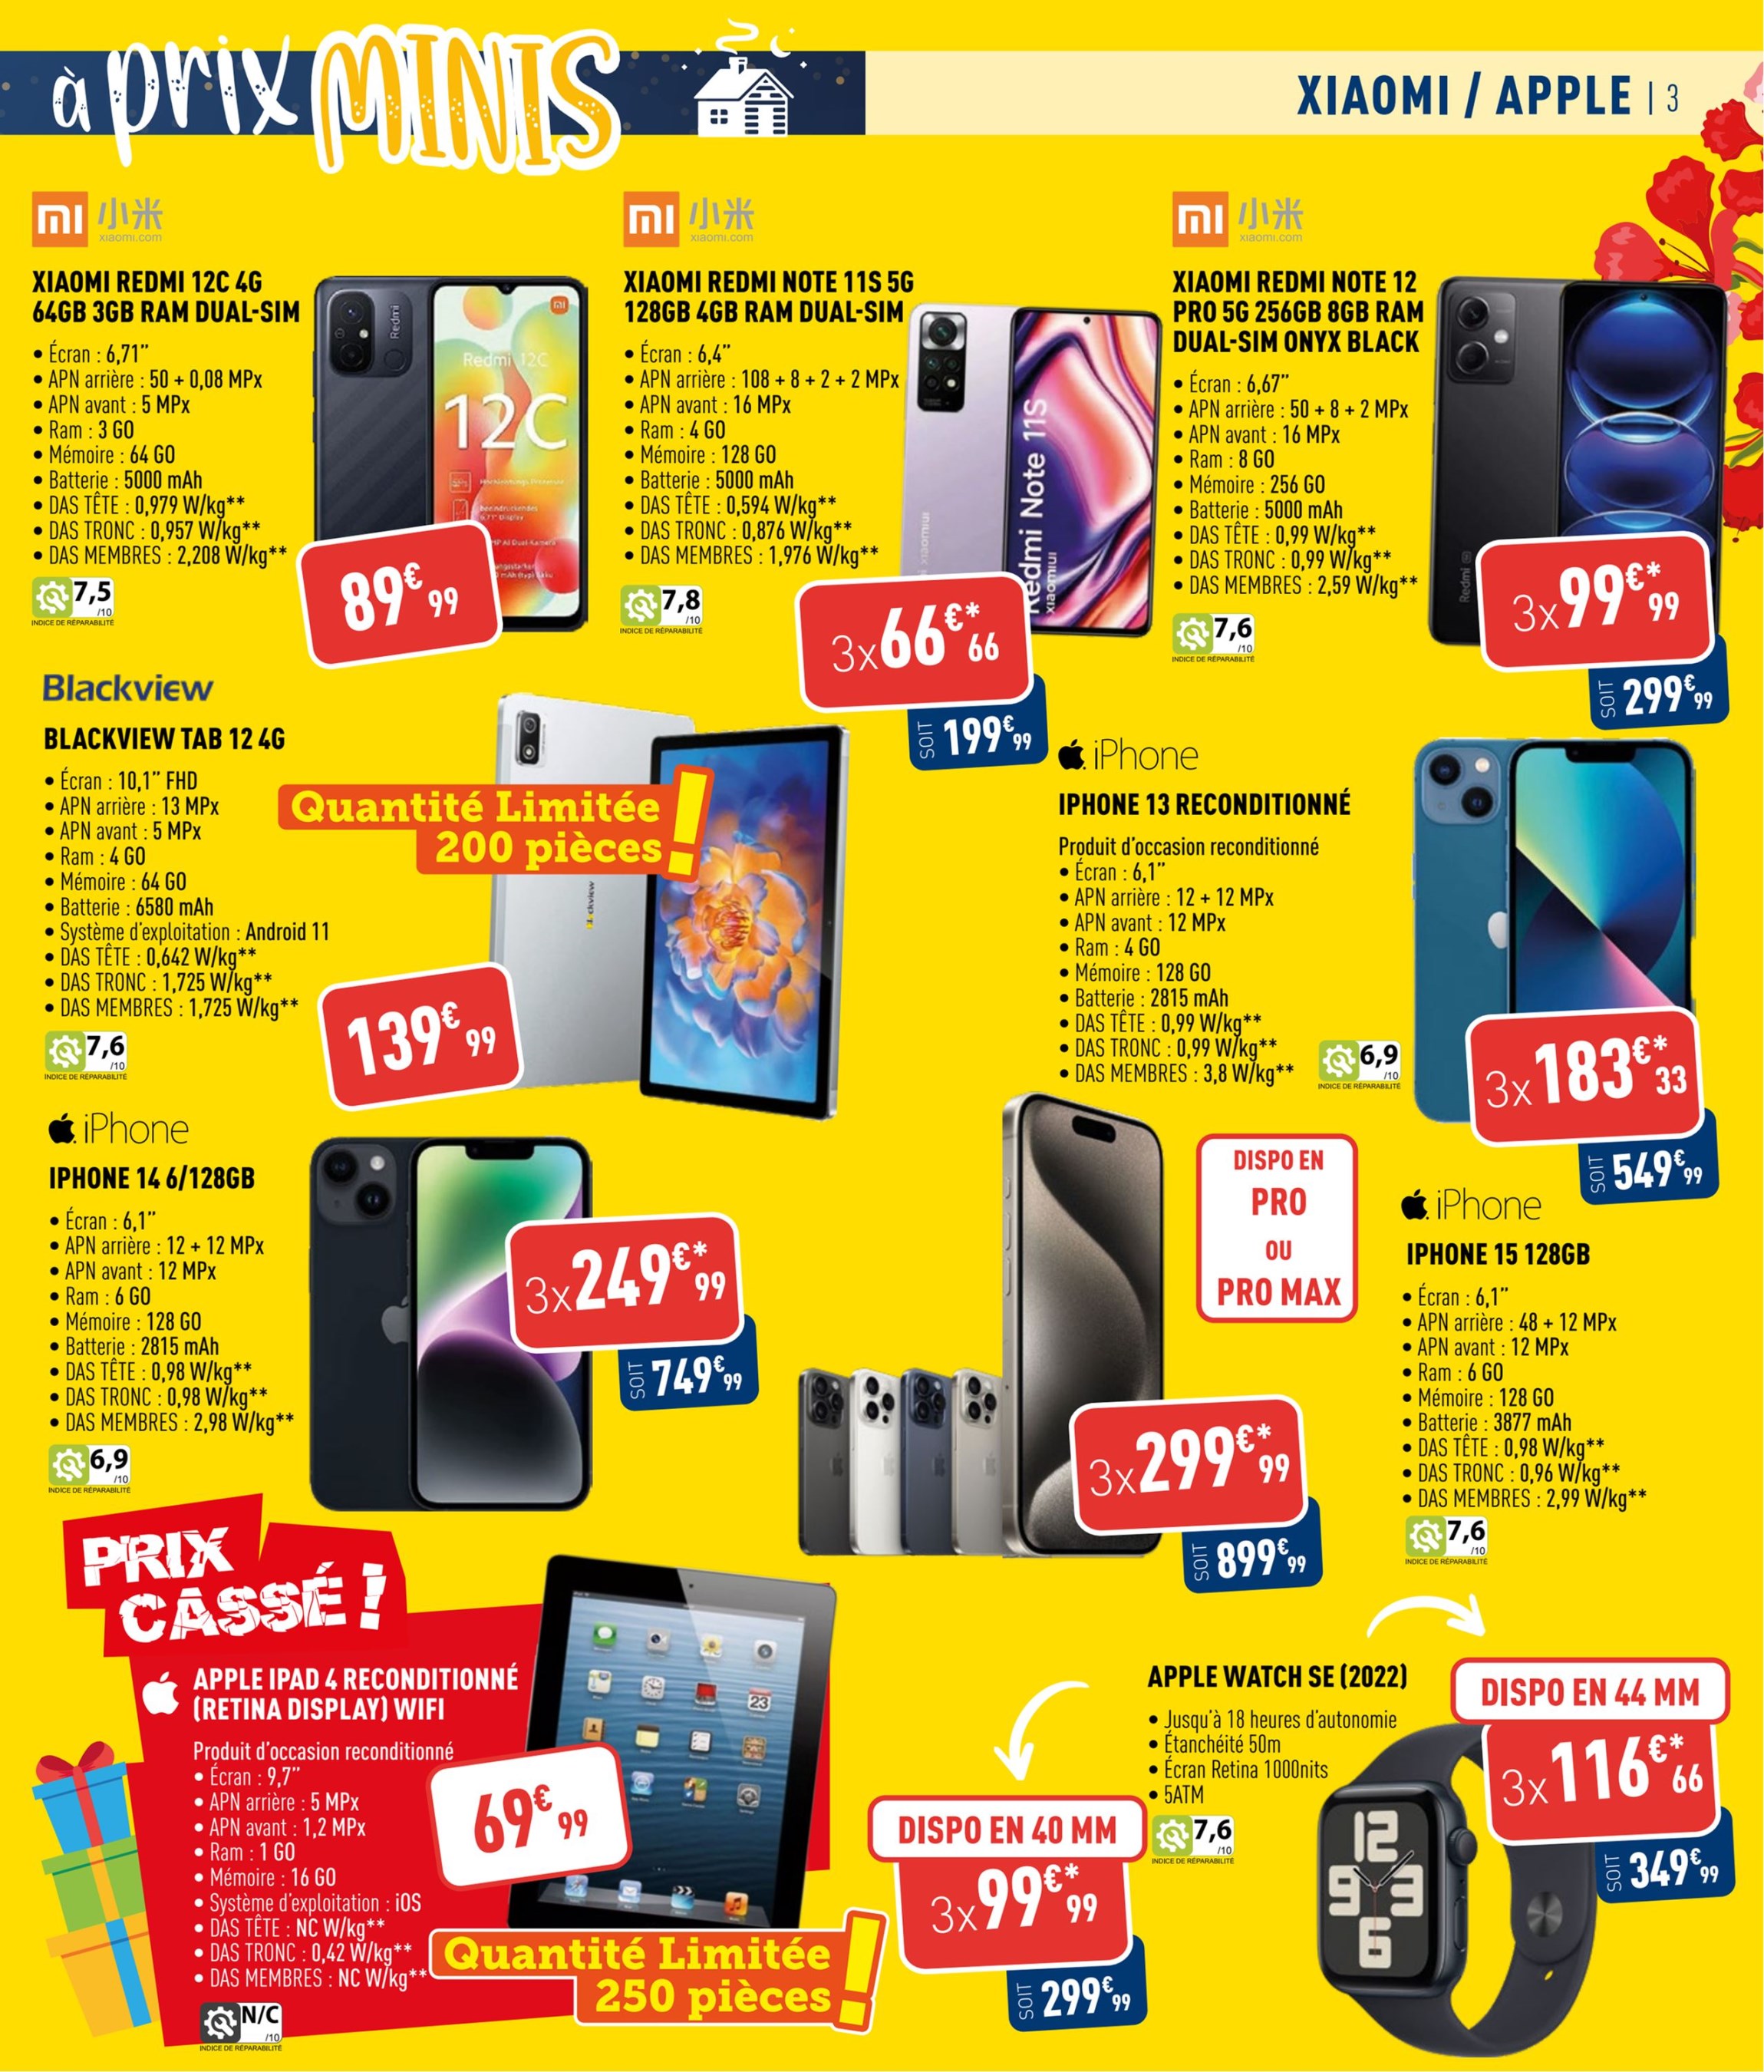 à prix MINIS
XIAOMI / APPLE | 3
mi 小米
xiaomi.com
XIAOMI REDMI 12C 4G
64GB 3GB RAM DUAL-SIM
• Écran : 6,71”
• APN arrière : 50 + 0,08 MPx
• APN avant : 5 MPx
• Ram : 3 GO
• Mémoire : 64 GO
• Batterie : 5000 mAh
• DAS TÊTE : 0,979 W/kg**
• DAS TRONC : 0,957 W/kg**
• DAS MEMBRES : 2,208 W/kg**
7,5
/10
INDICE DE RÉPARABILITÉ
Redmi
Redmi 12C
12C
89€99
mi 小米
xiaomi.com
XIAOMI REDMI NOTE 11S 5G
128GB 4GB RAM DUAL-SIM
• Écran : 6,4”
• APN arrière : 108 + 8 + 2 + 2 MPx
• APN avant : 16 MPx
• Ram : 4 GO
• Mémoire : 128 GO
• Batterie : 5000 mAh
• DAS TÊTE : 0,594 W/kg**
• DAS TRONC : 0,876 W/kg**
• DAS MEMBRES : 1,976 W/kg**
7,8
/10
INDICE DE RÉPARABILITÉ
Redmi Note 11S
xiaomiui
3x66€*66
SOIT 199€99
mi 小米
xiaomi.com
XIAOMI REDMI NOTE 12
PRO 5G 256GB 8GB RAM
DUAL-SIM ONYX BLACK
• Écran : 6,67”
• APN arrière : 50 + 8 + 2 MPx
• APN avant : 16 MPx
• Ram : 8 GO
• Mémoire : 256 GO
• Batterie : 5000 mAh
• DAS TÊTE : 0,99 W/kg**
• DAS TRONC : 0,99 W/kg**
• DAS MEMBRES : 2,59 W/kg**
7,6
/10
INDICE DE RÉPARABILITÉ
Redmi
3x99€*99
SOIT 299€99
Blackview
BLACKVIEW TAB 12 4G
• Écran : 10,1” FHD
• APN arrière : 13 MPx
• APN avant : 5 MPx
• Ram : 4 GO
• Mémoire : 64 GO
• Batterie : 6580 mAh
• Système d'exploitation : Android 11
• DAS TÊTE : 0,642 W/kg**
• DAS TRONC : 1,725 W/kg**
• DAS MEMBRES : 1,725 W/kg**
7,6
/10
INDICE DE RÉPARABILITÉ
Quantité Limitée
200 pièces !
139€99
iPhone
IPHONE 13 RECONDITIONNÉ
Produit d'occasion reconditionné
• Écran : 6,1”
• APN arrière : 12 + 12 MPx
• APN avant : 12 MPx
• Ram : 4 GO
• Mémoire : 128 GO
• Batterie : 2815 mAh
• DAS TÊTE : 0,99 W/kg**
• DAS TRONC : 0,99 W/kg**
• DAS MEMBRES : 3,8 W/kg**
6,9
/10
INDICE DE RÉPARABILITÉ
3x183€*33
SOIT 549€99
iPhone
IPHONE 14 6/128GB
• Écran : 6,1”
• APN arrière : 12 + 12 MPx
• APN avant : 12 MPx
• Ram : 6 GO
• Mémoire : 128 GO
• Batterie : 2815 mAh
• DAS TÊTE : 0,98 W/kg**
• DAS TRONC : 0,98 W/kg**
• DAS MEMBRES : 2,98 W/kg**
6,9
/10
INDICE DE RÉPARABILITÉ
3x249€*99
SOIT 749€99
DISPO EN
PRO
OU
PRO MAX
iPhone
IPHONE 15 128GB
• Écran : 6,1”
• APN arrière : 48 + 12 MPx
• APN avant : 12 MPx
• Ram : 6 GO
• Mémoire : 128 GO
• Batterie : 3877 mAh
• DAS TÊTE : 0,98 W/kg**
• DAS TRONC : 0,96 W/kg**
• DAS MEMBRES : 2,99 W/kg**
7,6
/10
INDICE DE RÉPARABILITÉ
3x299€*99
SOIT 899€99
PRIX
CASSÉ !
APPLE IPAD 4 RECONDITIONNÉ
(RETINA DISPLAY) WIFI
Produit d'occasion reconditionné
• Écran : 9,7”
• APN arrière : 5 MPx
• APN avant : 1,2 MPx
• Ram : 1 GO
• Mémoire : 16 GO
• Système d'exploitation : iOS
• DAS TÊTE : NC W/kg**
• DAS TRONC : 0,42 W/kg**
• DAS MEMBRES : NC W/kg**
N/C
/10
INDICE DE RÉPARABILITÉ
23
69€99
Quantité Limitée
250 pièces !
APPLE WATCH SE (2022)
• Jusqu'à 18 heures d'autonomie
• Étanchéité 50m
• Écran Retina 1000nits
• 5ATM
7,6
/10
INDICE DE RÉPARABILITÉ
DISPO EN 40 MM
3x99€*99
SOIT 299€99
DISPO EN 44 MM
3x116€*66
SOIT 349€99
12
9 3
6